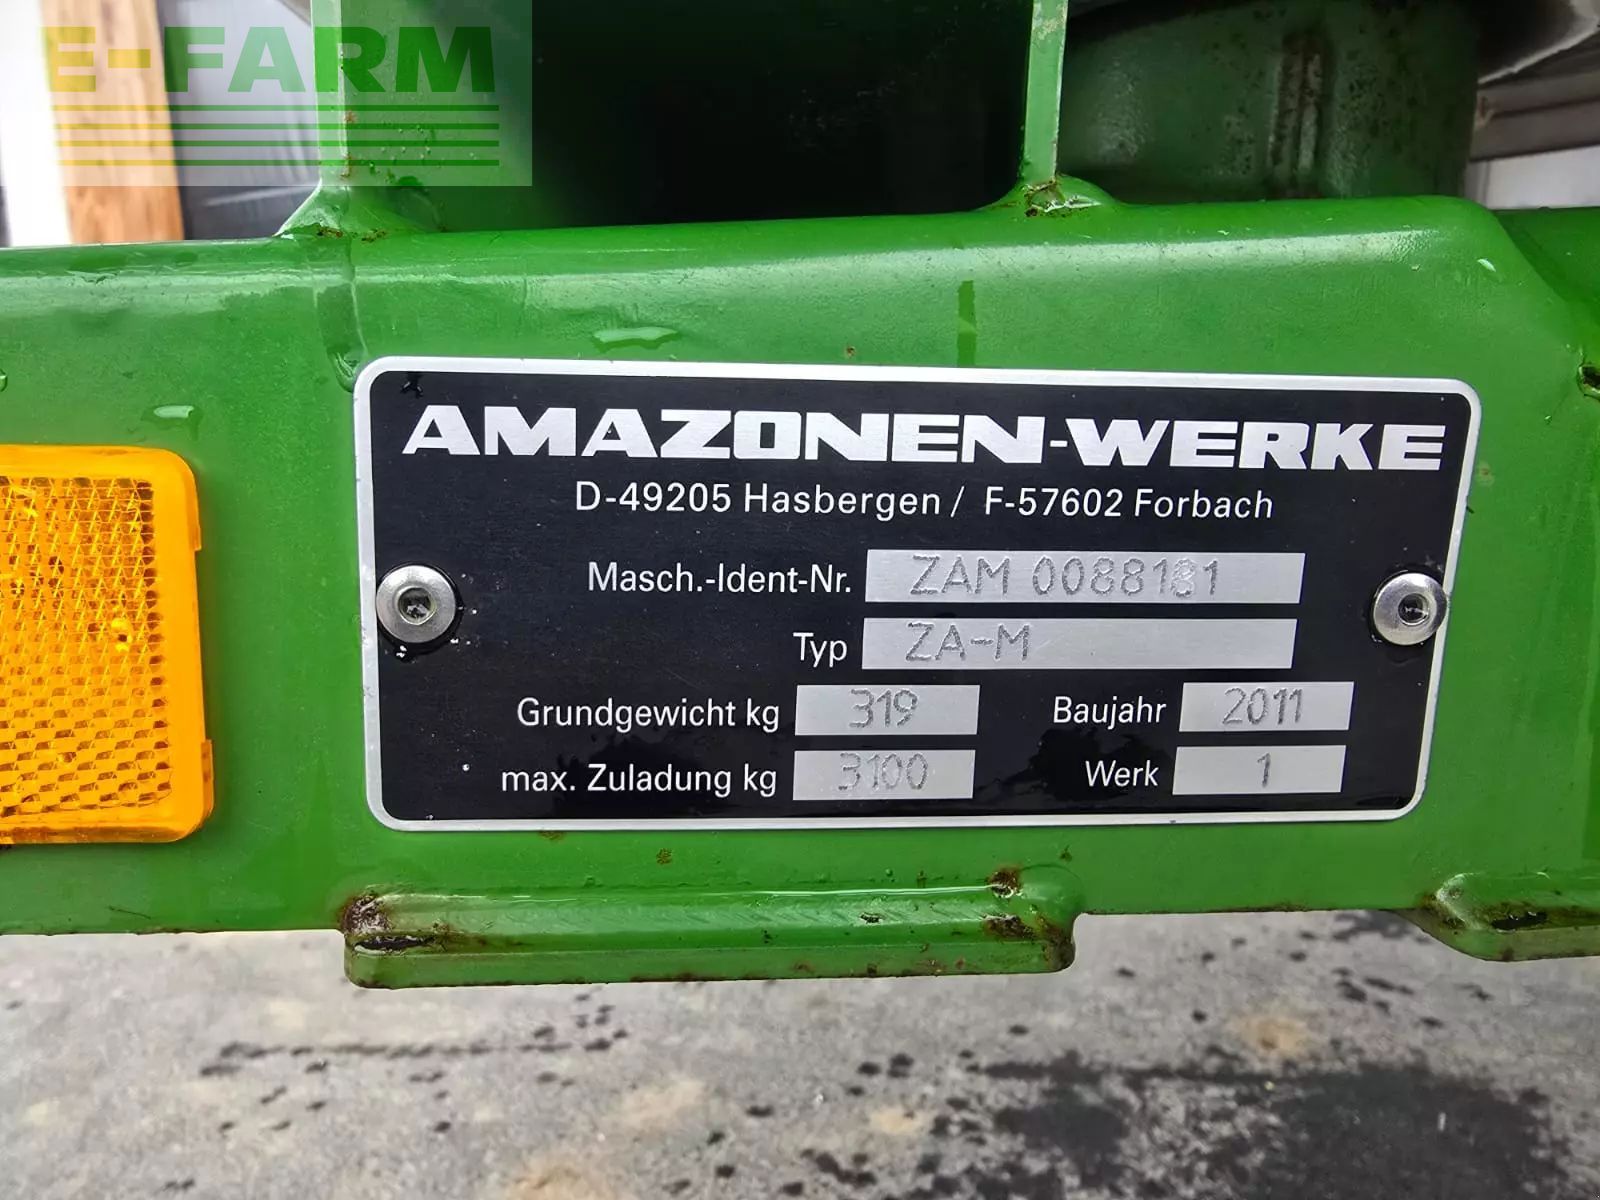 E-FARM
AMAZONEN-WERKE
D-49205 Hasbergen / F-57602 Forbach
Masch.-Ident-Nr. ZAM 0088181
Typ ZA-M
Grundgewicht kg 319 Baujahr 2011
max. Zuladung kg 3100 Werk 1